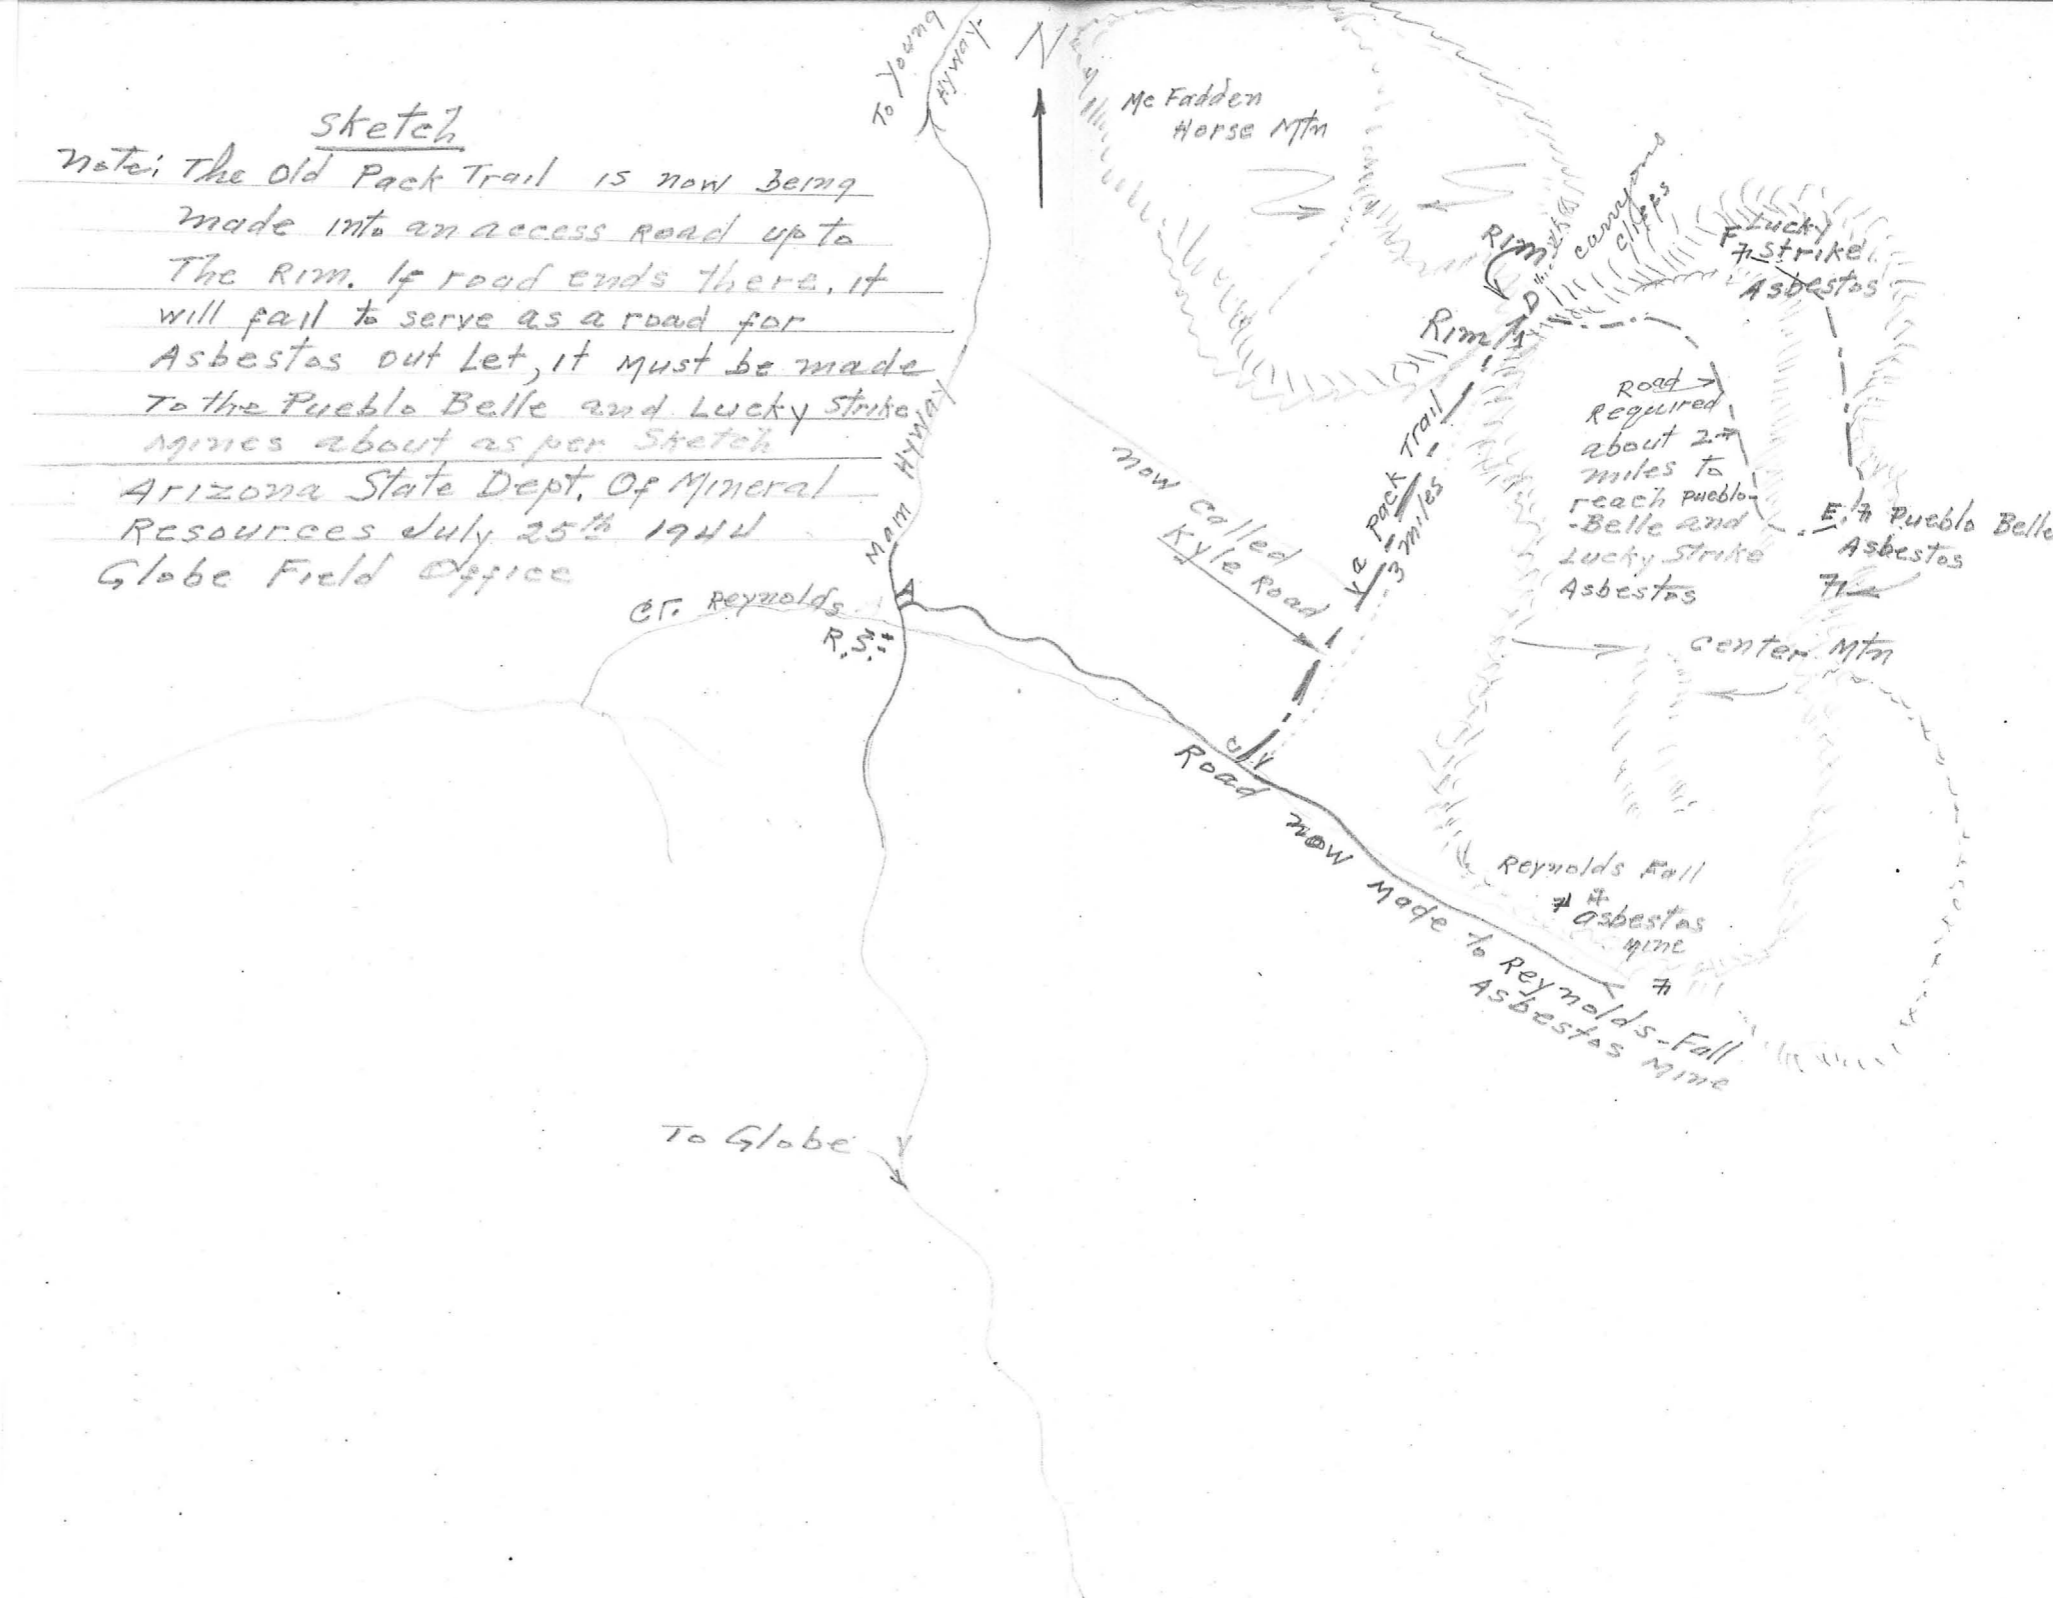 Sketch
Note: The Old Pack Trail is now being
made into an access Road up to
The Rim. If road ends there, it
will fail to serve as a road for
Asbestos out Let, it must be made
To the Pueblo Belle and Lucky Strike
Mines about as per Sketch
Arizona State Dept. Of Mineral
Resources July 25th 1944
Globe Field Office
To Young
Hyway
N
Mc Fadden
Horse Mtn
Rim
canyons
cliffs
Lucky
F Strike
Asbestos
D
Rim
Main Hyway
Pack Trail
3 miles
Road
Required
about 2
miles to
reach Pueblo-
-Belle and
Lucky Strike
Asbestos
E. Pueblo Belle
Asbestos
Now Called
Kyle Road
A
Cr. Reynolds
R.S.
Center Mtn
C
Road Now Made to Reynolds-Fall
Asbestos Mine
Reynolds Fall
asbestos
Mine
To Globe